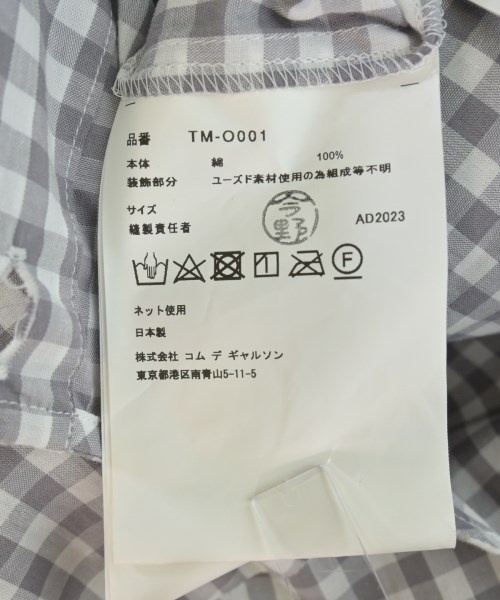 品番 TM-O001
本体 綿 100%
装飾部分 ユーズド素材使用の為組成等不明
サイズ
縫製責任者 今野 AD2023
F
ネット使用
日本製
株式会社 コム デ ギャルソン
東京都港区南青山5-11-5